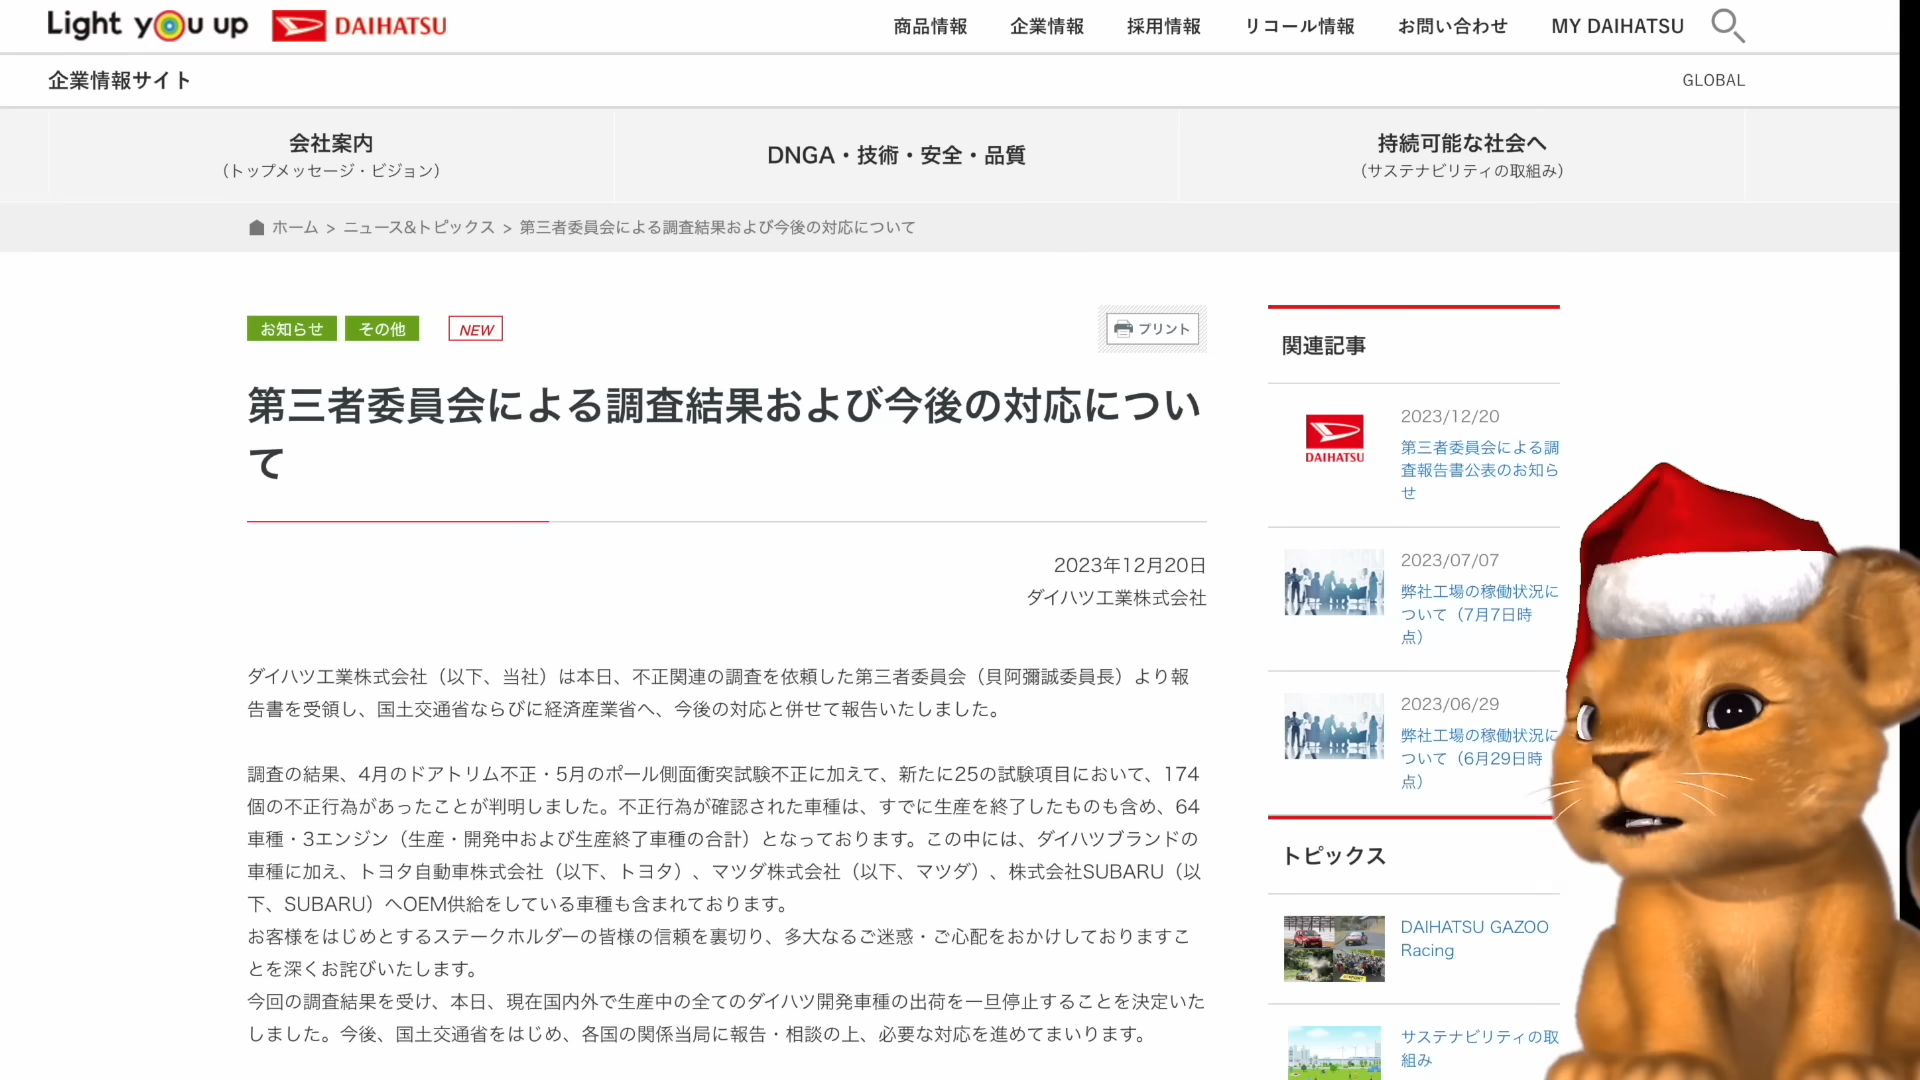 Light you up DAIHATSU 商品情報 企業情報 採用情報 リコール情報 お問い合わせ MY DAIHATSU
企業情報サイト GLOBAL
会社案内
（トップメッセージ・ビジョン）
DNGA・技術・安全・品質
持続可能な社会へ
（サステナビリティの取組み）
ホーム > ニュース&トピックス > 第三者委員会による調査結果および今後の対応について
お知らせ その他 NEW
プリント
第三者委員会による調査結果および今後の対応につい
て
2023年12月20日
ダイハツ工業株式会社
ダイハツ工業株式会社（以下、当社）は本日、不正関連の調査を依頼した第三者委員会（貝阿彌誠委員長）より報
告書を受領し、国土交通省ならびに経済産業省へ、今後の対応と併せて報告いたしました。
調査の結果、4月のドアトリム不正・5月のポール側面衝突試験不正に加えて、新たに25の試験項目において、174
個の不正行為があったことが判明しました。不正行為が確認された車種は、すでに生産を終了したものも含め、64
車種・3エンジン（生産・開発中および生産終了車種の合計）となっております。この中には、ダイハツブランドの
車種に加え、トヨタ自動車株式会社（以下、トヨタ）、マツダ株式会社（以下、マツダ）、株式会社SUBARU（以
下、SUBARU）へOEM供給をしている車種も含まれております。
お客様をはじめとするステークホルダーの皆様の信頼を裏切り、多大なるご迷惑・ご心配をおかけしておりますこ
とを深くお詫びいたします。
今回の調査結果を受け、本日、現在国内外で生産中の全てのダイハツ開発車種の出荷を一旦停止することを決定いた
しました。今後、国土交通省をはじめ、各国の関係当局に報告・相談の上、必要な対応を進めてまいります。
関連記事
DAIHATSU
2023/12/20
第三者委員会による調
査報告書公表のお知ら
せ
2023/07/07
弊社工場の稼働状況に
ついて（7月7日時
点）
2023/06/29
弊社工場の稼働状況に
ついて（6月29日時
点）
トピックス
DAIHATSU GAZOO
Racing
サステナビリティの取
組み